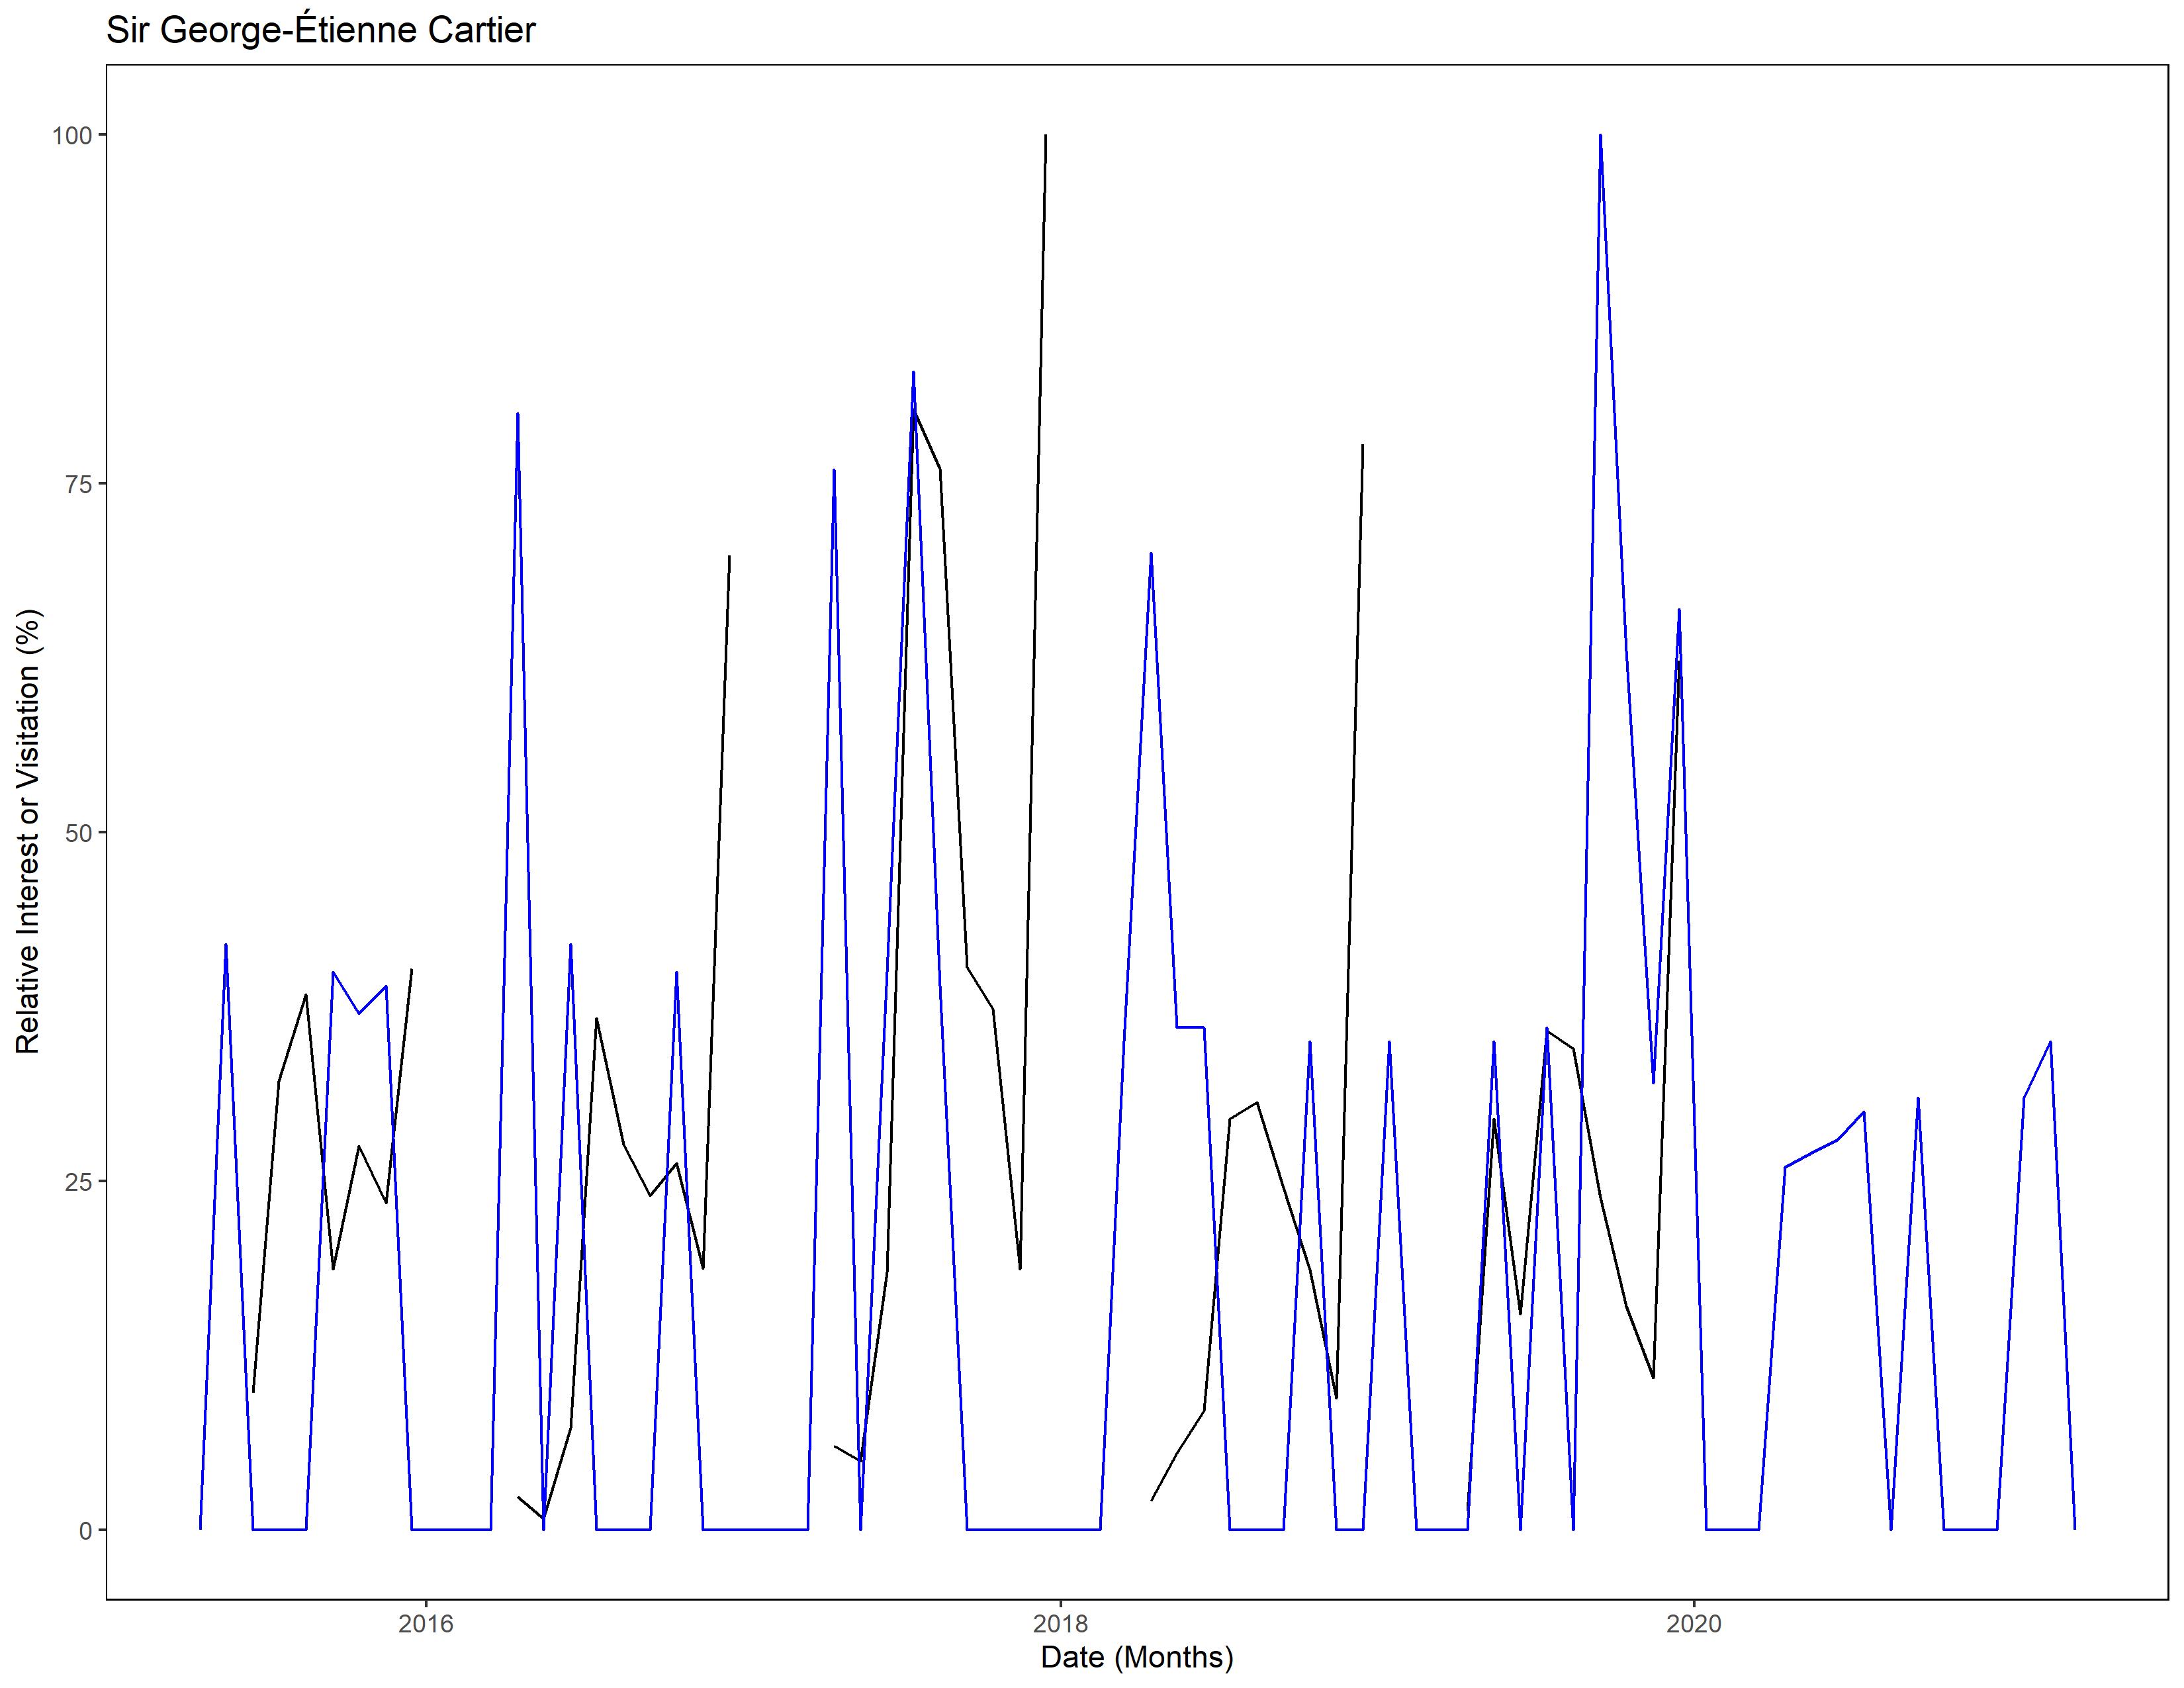 Sir George-Étienne Cartier
Relative Interest or Visitation (%)
100
75
50
25
0
2016
2018
2020
Date (Months)